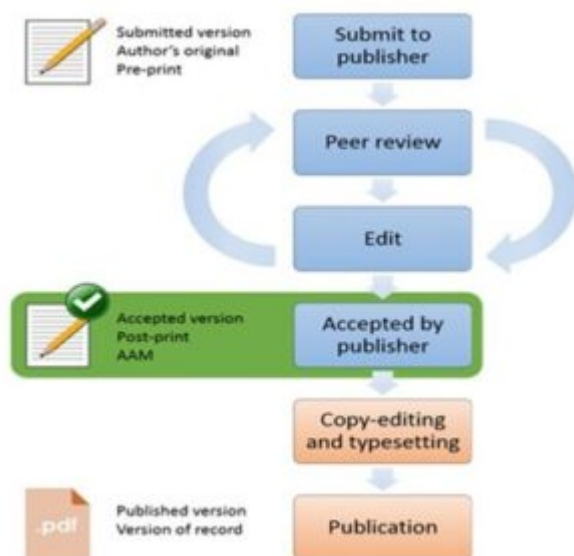 Submitted version
Author's original
Pre-print
Submit to
publisher
Peer review
Edit
Accepted version
Post-print
AAM
Accepted by
publisher
Copy-editing
and typesetting
.pdf
Published version
Version of record
Publication